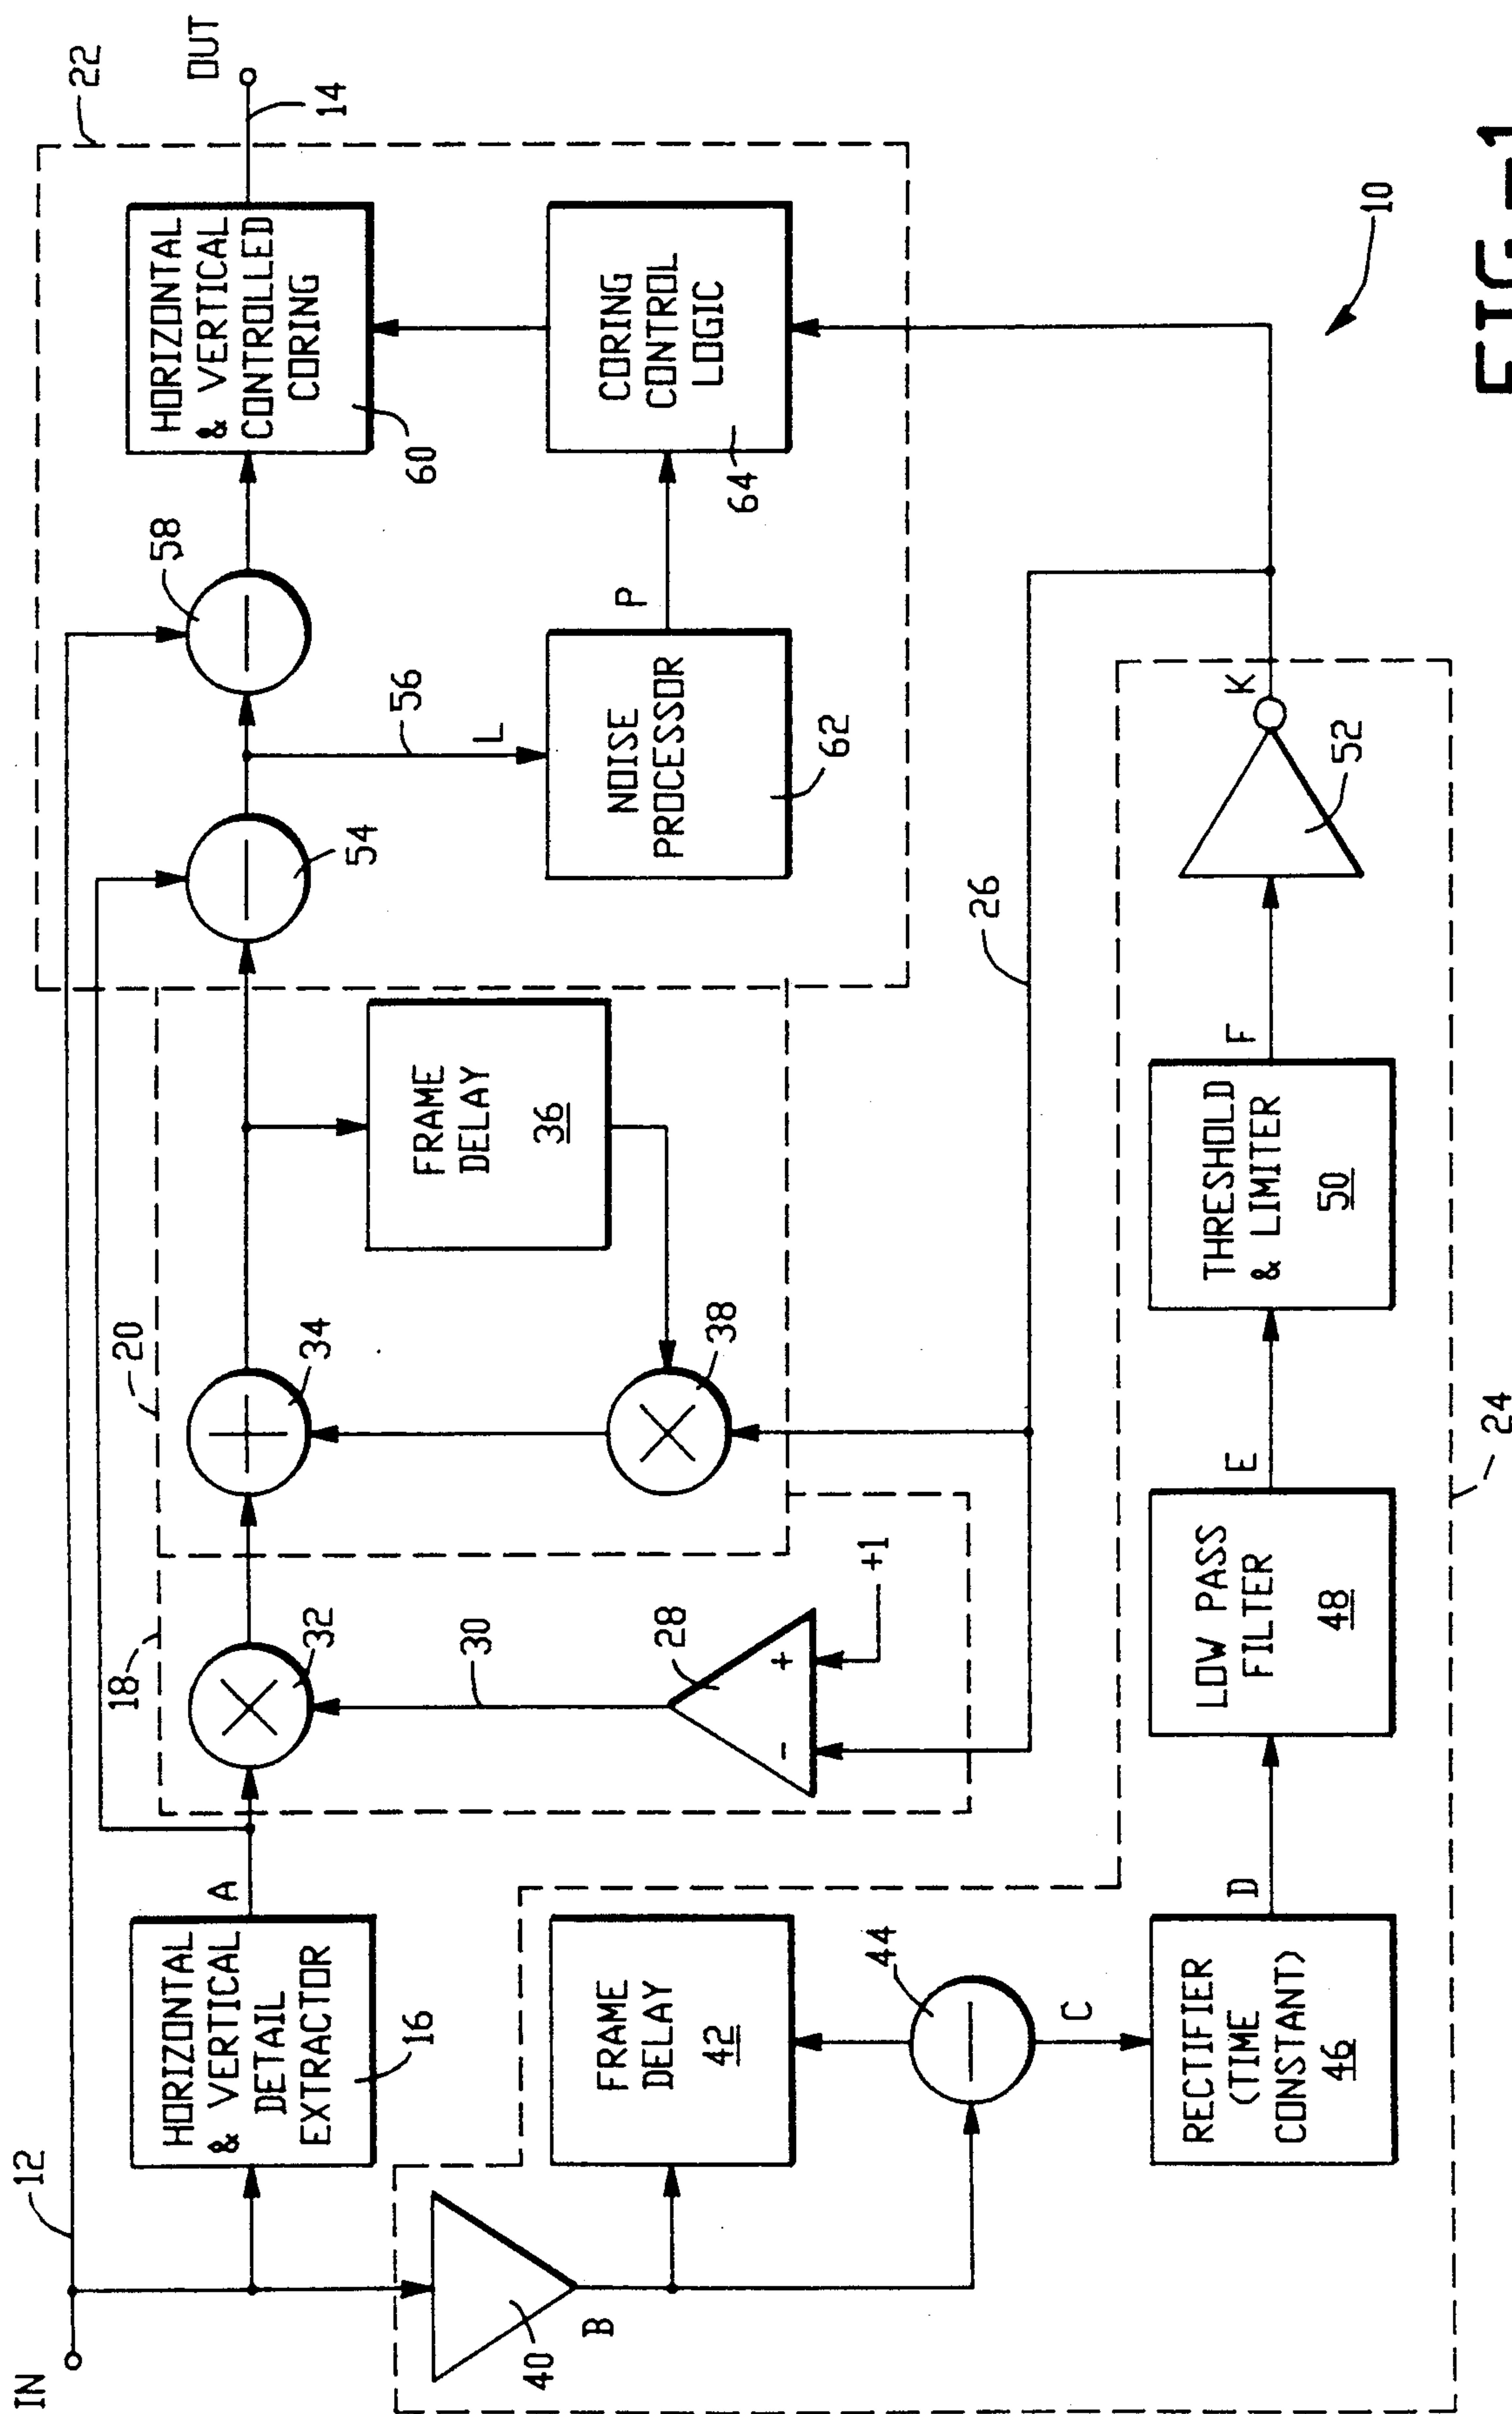 IN
12
HORIZONTAL
& VERTICAL
DETAIL
EXTRACTOR
16
A
18
32
30
28
-
+
+1
20
34
38
FRAME
DELAY
36
54
56
L
58
HORIZONTAL
& VERTICAL
CONTROLLED
CORING
60
22
OUT
14
NOISE
PROCESSOR
62
P
CORING
CONTROL
LOGIC
64
26
10
40
B
FRAME
DELAY
42
44
C
RECTIFIER
(TIME
CONSTANT)
46
D
LOW PASS
FILTER
48
E
THRESHOLD
& LIMITER
50
F
52
K
24
FIG.-1